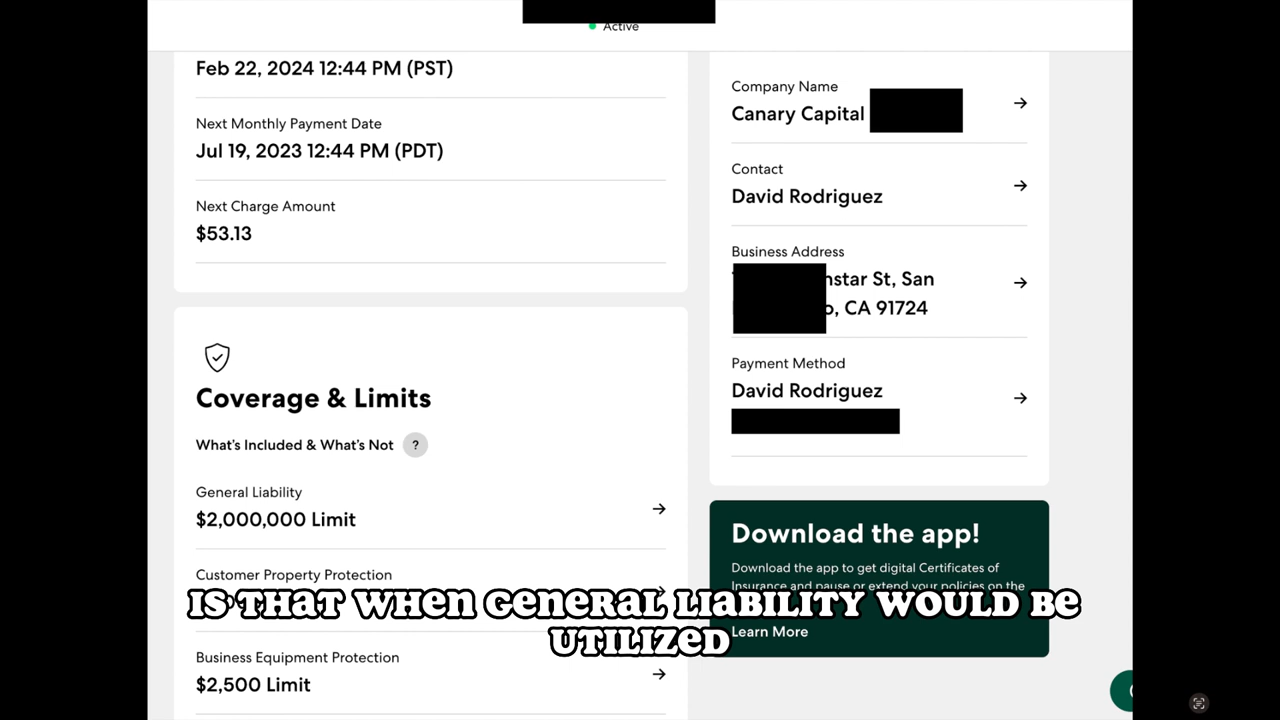 Active
Feb 22, 2024 12:44 PM (PST)
Next Monthly Payment Date
Jul 19, 2023 12:44 PM (PDT)
Next Charge Amount
$53.13
Coverage & Limits
What's Included & What's Not ?
General Liability
$2,000,000 Limit
Customer Property Protection
Business Equipment Protection
$2,500 Limit
Company Name
Canary Capital
Contact
David Rodriguez
Business Address
St, San
CA 91724
Payment Method
David Rodriguez
Download the app!
Download the app to get digital Certificates of
Insurance and pause or extend your policies on the
Learn More
IS THAT WHEN GENERAL LIABILITY WOULD BE
UTILIZED